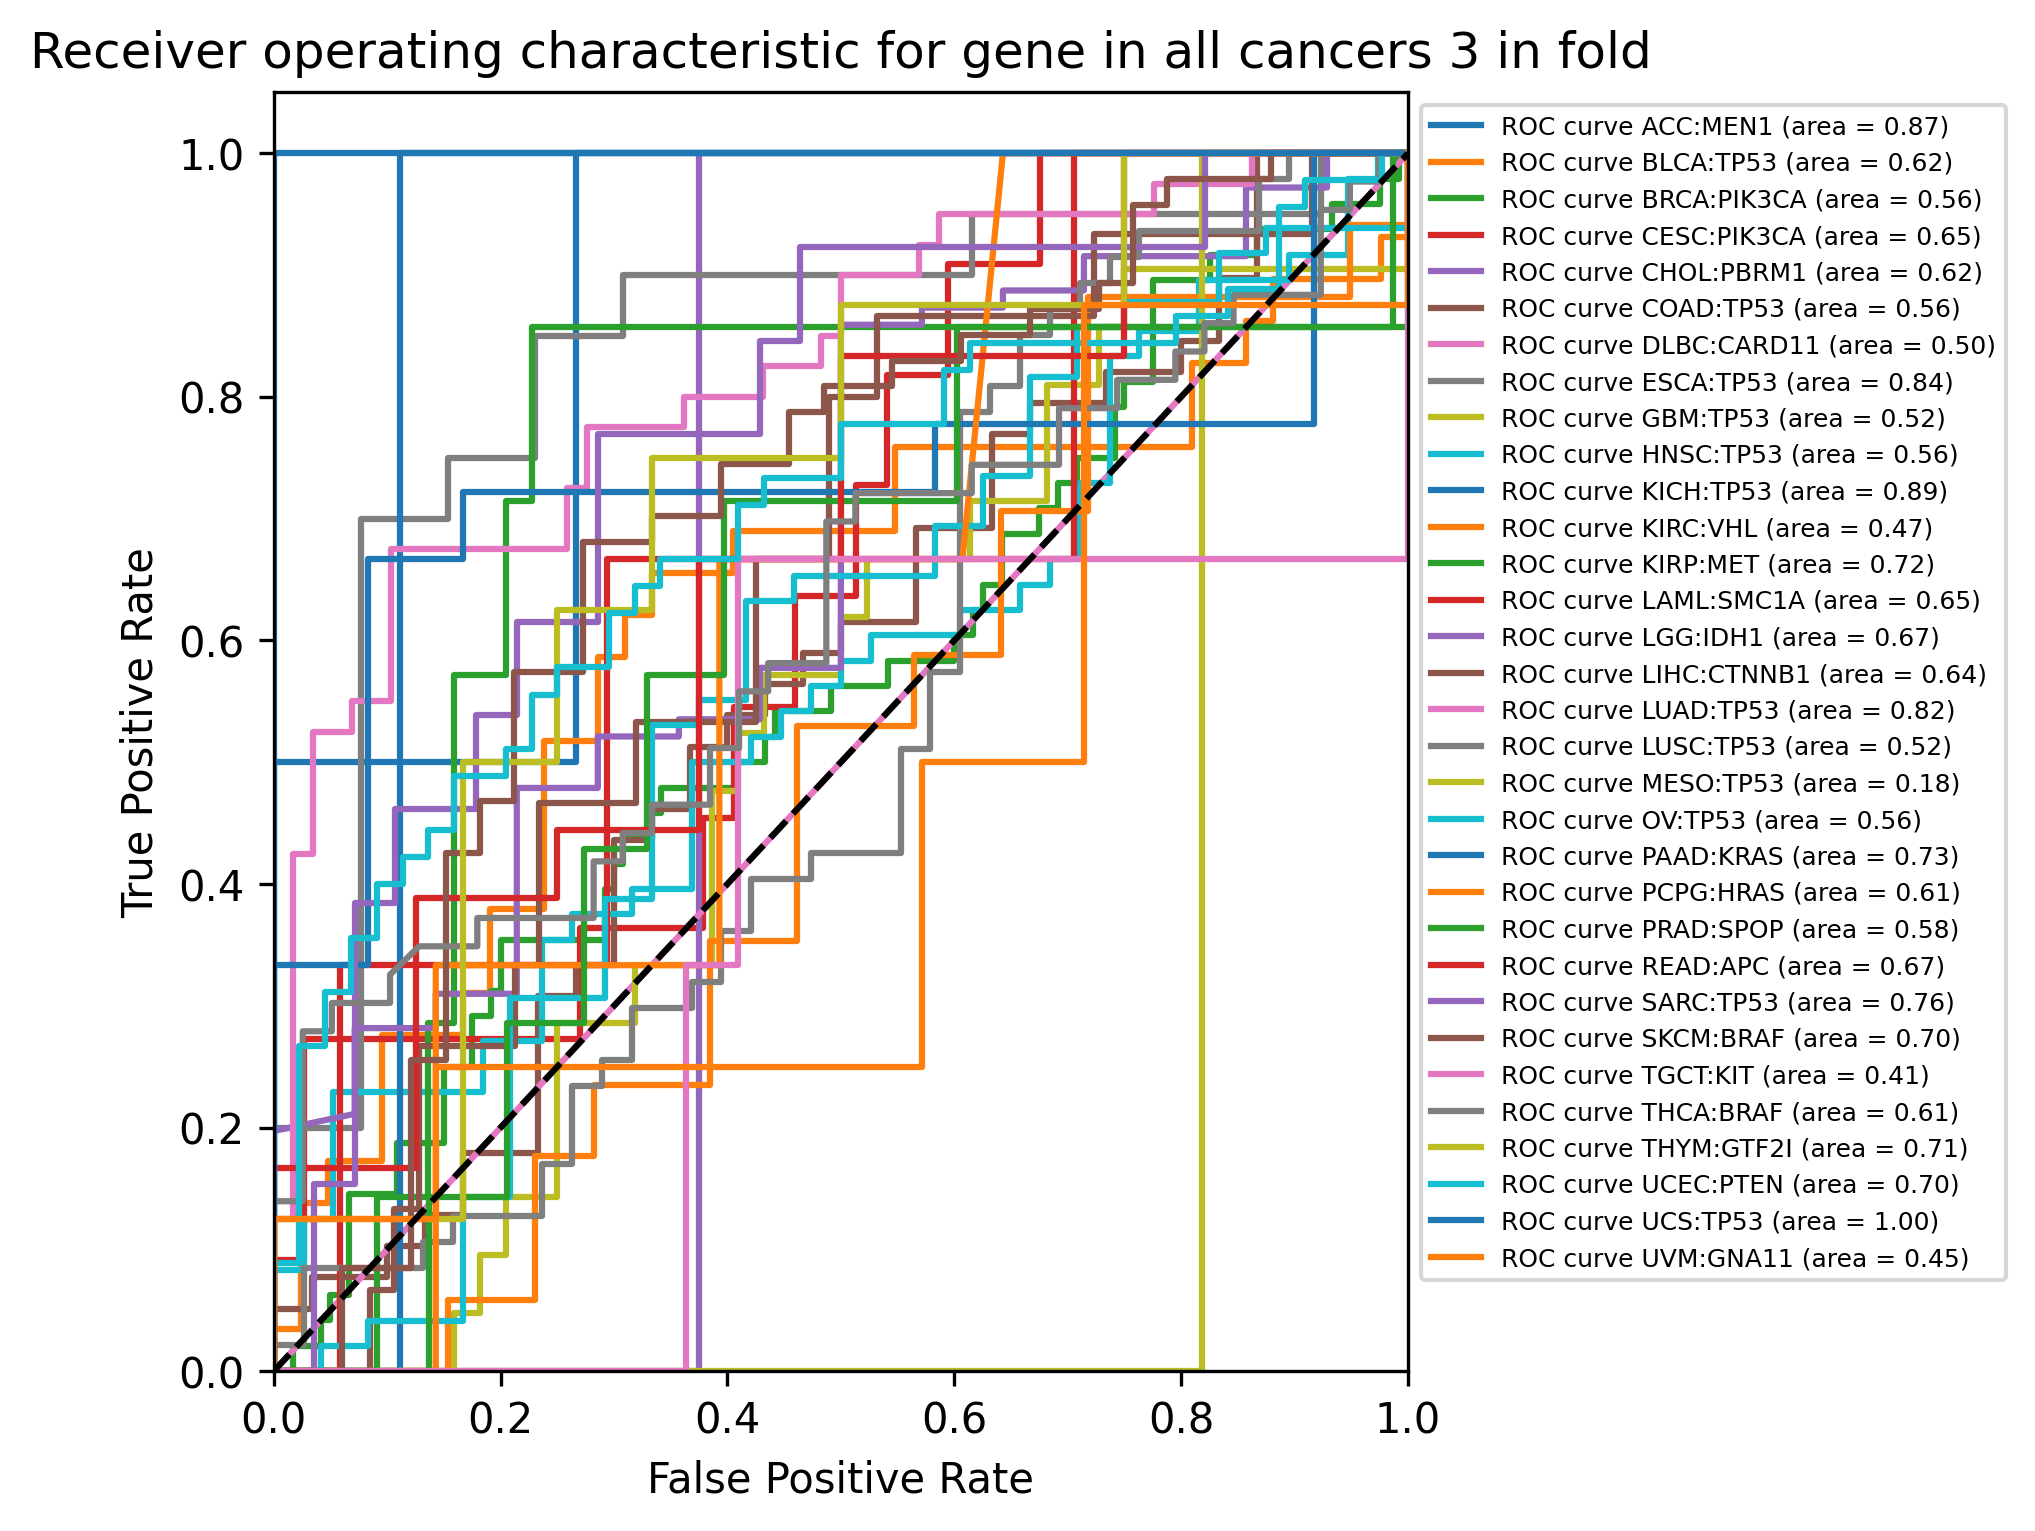 Receiver operating characteristic for gene in all cancers 3 in fold
1.0
0.8
0.6
0.4
0.2
0.0
True Positive Rate
0.0 0.2 0.4 0.6 0.8 1.0
False Positive Rate
ROC curve ACC:MEN1 (area = 0.87)
ROC curve BLCA:TP53 (area = 0.62)
ROC curve BRCA:PIK3CA (area = 0.56)
ROC curve CESC:PIK3CA (area = 0.65)
ROC curve CHOL:PBRM1 (area = 0.62)
ROC curve COAD:TP53 (area = 0.56)
ROC curve DLBC:CARD11 (area = 0.50)
ROC curve ESCA:TP53 (area = 0.84)
ROC curve GBM:TP53 (area = 0.52)
ROC curve HNSC:TP53 (area = 0.56)
ROC curve KICH:TP53 (area = 0.89)
ROC curve KIRC:VHL (area = 0.47)
ROC curve KIRP:MET (area = 0.72)
ROC curve LAML:SMC1A (area = 0.65)
ROC curve LGG:IDH1 (area = 0.67)
ROC curve LIHC:CTNNB1 (area = 0.64)
ROC curve LUAD:TP53 (area = 0.82)
ROC curve LUSC:TP53 (area = 0.52)
ROC curve MESO:TP53 (area = 0.18)
ROC curve OV:TP53 (area = 0.56)
ROC curve PAAD:KRAS (area = 0.73)
ROC curve PCPG:HRAS (area = 0.61)
ROC curve PRAD:SPOP (area = 0.58)
ROC curve READ:APC (area = 0.67)
ROC curve SARC:TP53 (area = 0.76)
ROC curve SKCM:BRAF (area = 0.70)
ROC curve TGCT:KIT (area = 0.41)
ROC curve THCA:BRAF (area = 0.61)
ROC curve THYM:GTF2I (area = 0.71)
ROC curve UCEC:PTEN (area = 0.70)
ROC curve UCS:TP53 (area = 1.00)
ROC curve UVM:GNA11 (area = 0.45)